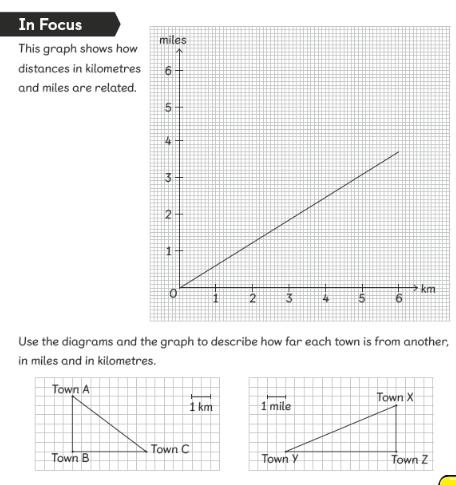 In Focus
This graph shows how
distances in kilometres
and miles are related.
miles
6
5
4
3
2
1
0
1 2 3 4 5 6
km
Use the diagrams and the graph to describe how far each town is from another,
in miles and in kilometres.
Town A
1 km
Town B
Town C
1 mile
Town X
Town Y
Town Z